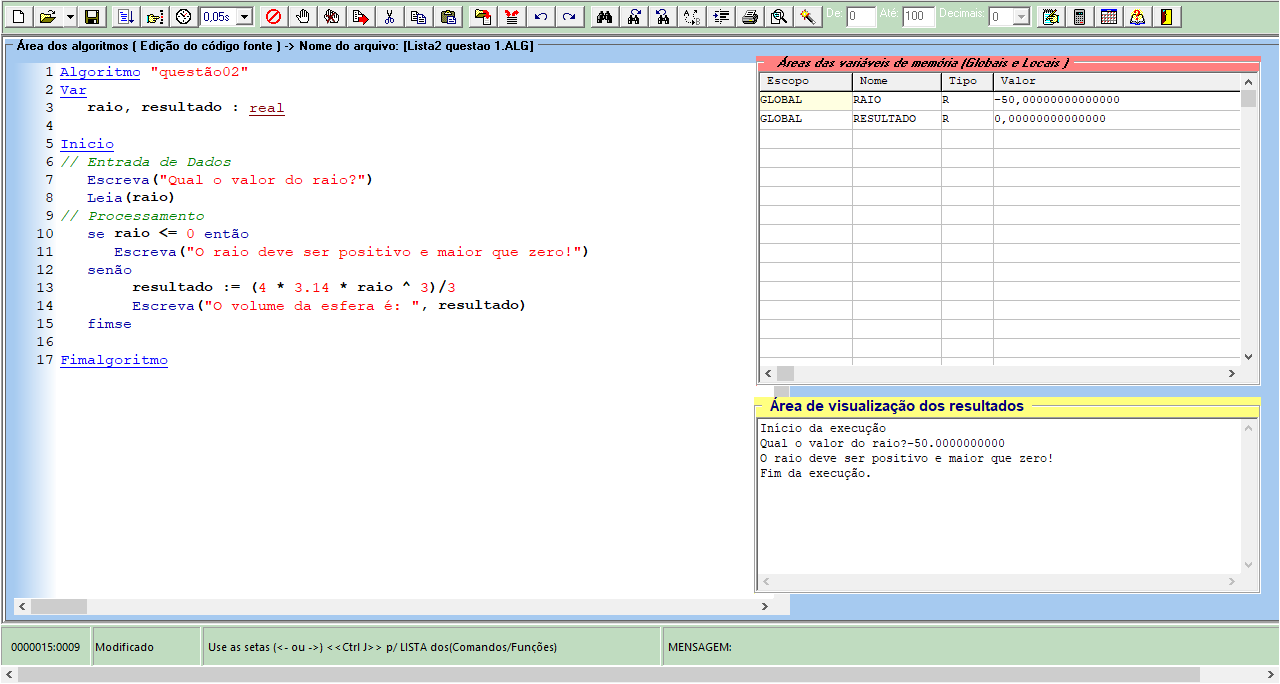 0,05s
De: 0 Até: 100 Decimais: 0
Área dos algoritmos ( Edição do código fonte ) -> Nome do arquivo: [Lista2 questao 1.ALG]
1 Algoritmo "questão02"
2 Var
3 raio, resultado : real
4
5 Inicio
6 // Entrada de Dados
7 Escreva("Qual o valor do raio?")
8 Leia(raio)
9 // Processamento
10 se raio <= 0 então
11 Escreva("O raio deve ser positivo e maior que zero!")
12 senão
13 resultado := (4 * 3.14 * raio ^ 3)/3
14 Escreva("O volume da esfera é: ", resultado)
15 fimse
16
17 Fimalgoritmo
Áreas das variáveis de memória (Globais e Locais )
Escopo Nome Tipo Valor
GLOBAL RAIO R -50,00000000000000
GLOBAL RESULTADO R 0,00000000000000
Área de visualização dos resultados
Início da execução
Qual o valor do raio?-50.0000000000
O raio deve ser positivo e maior que zero!
Fim da execução.
0000015:0009 Modificado Use as setas (<- ou ->) <<Ctrl J>> p/ LISTA dos(Comandos/Funções) MENSAGEM: